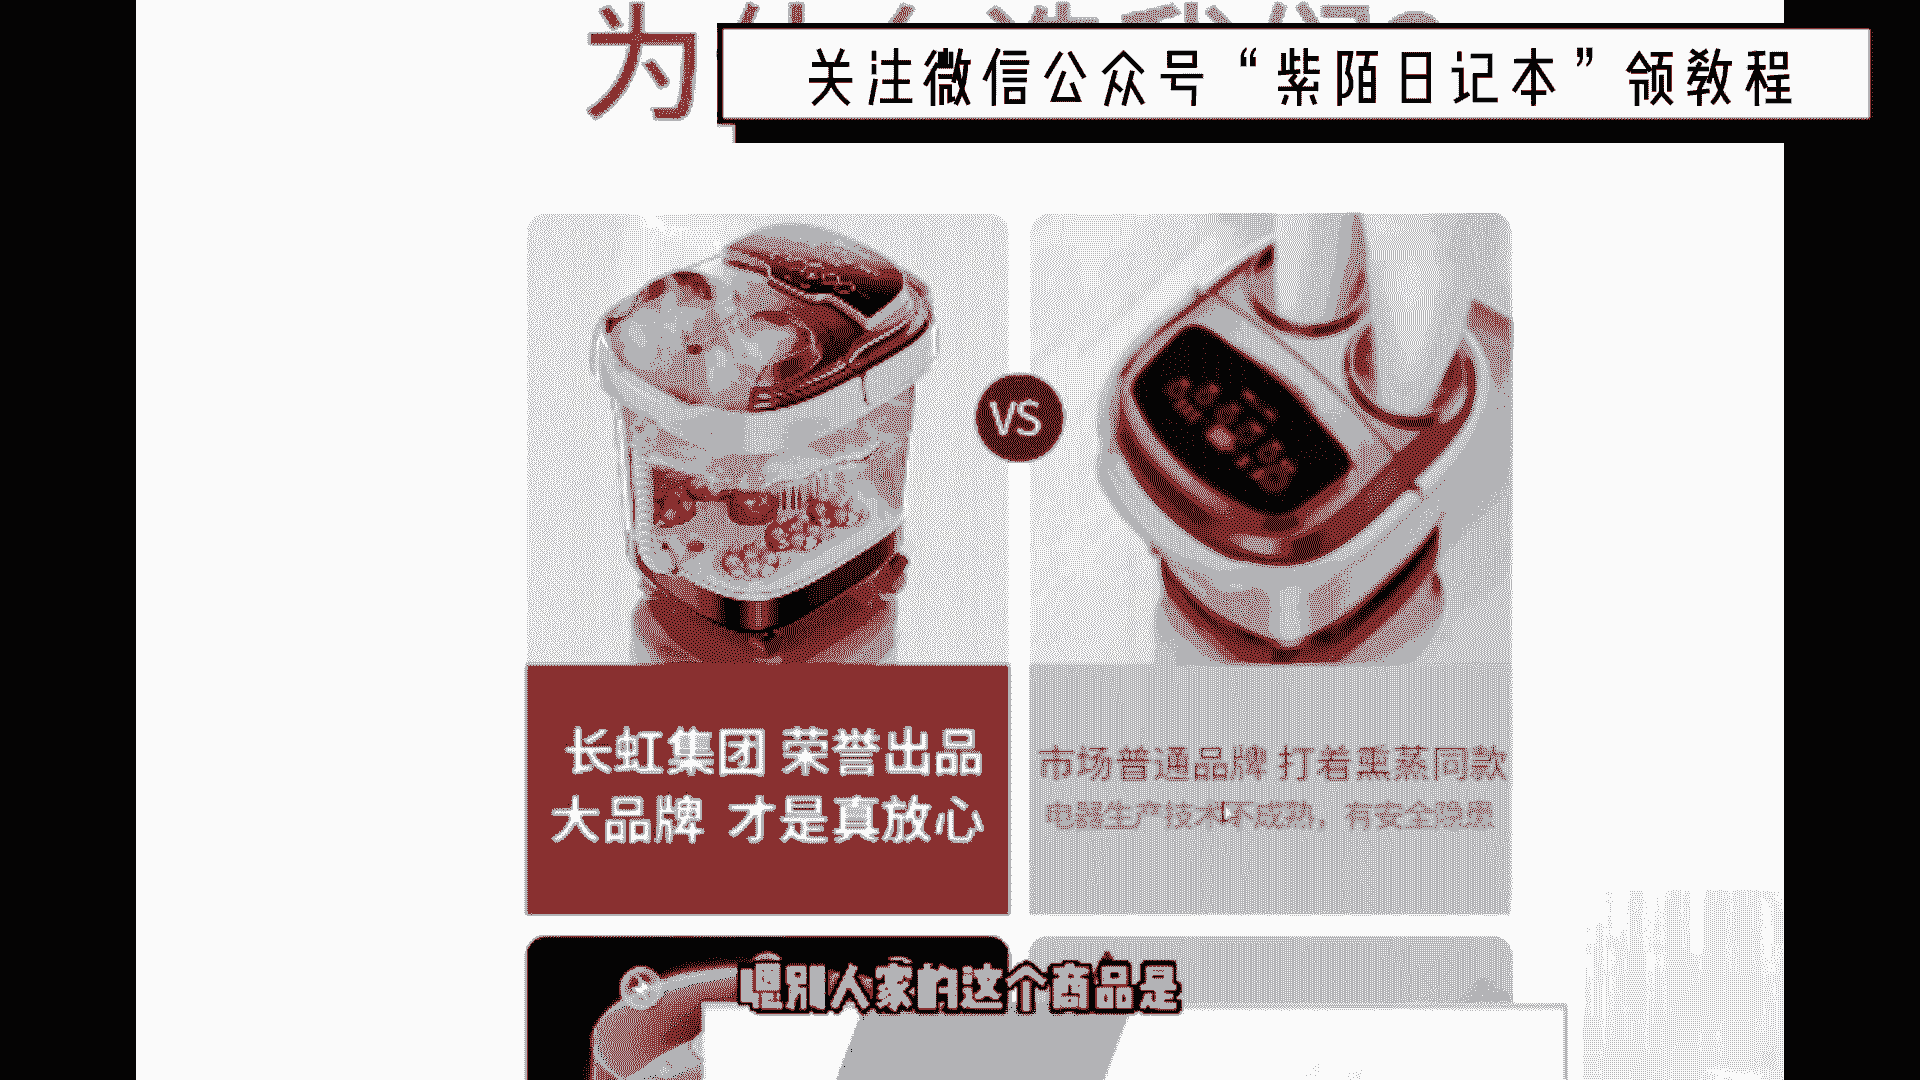 为什么选我们？
关注微信公众号“紫陌日记本”领教程
VS
长虹集团 荣誉出品
大品牌 才是真放心
市场普通品牌 打着熏蒸同款
电器生产技术不成熟，有安全隐患
嗯别人家的这个商品是